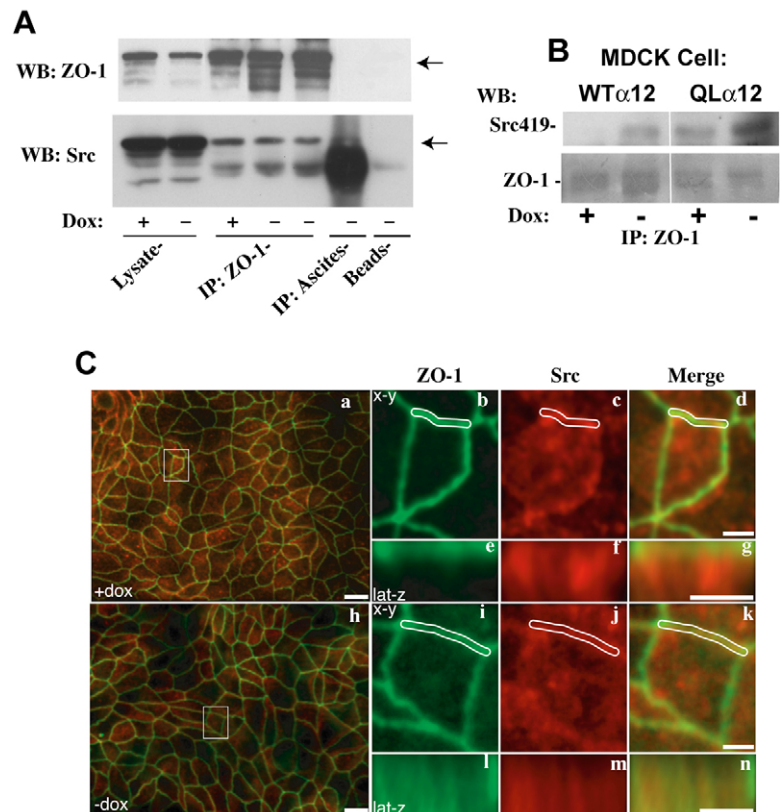 A
WB: ZO-1
WB: Src
Dox: + − + − − − −
Lysate-
IP: ZO-1-
IP: Ascites-
Beads-
B
MDCK Cell:
WB: WTα12 QLα12
Src419-
ZO-1 -
Dox: + - + -
IP: ZO-1
C
ZO-1 Src Merge
a x-y b c d
+dox lat-z e f g
h x-y i j k
-dox lat-z l m n